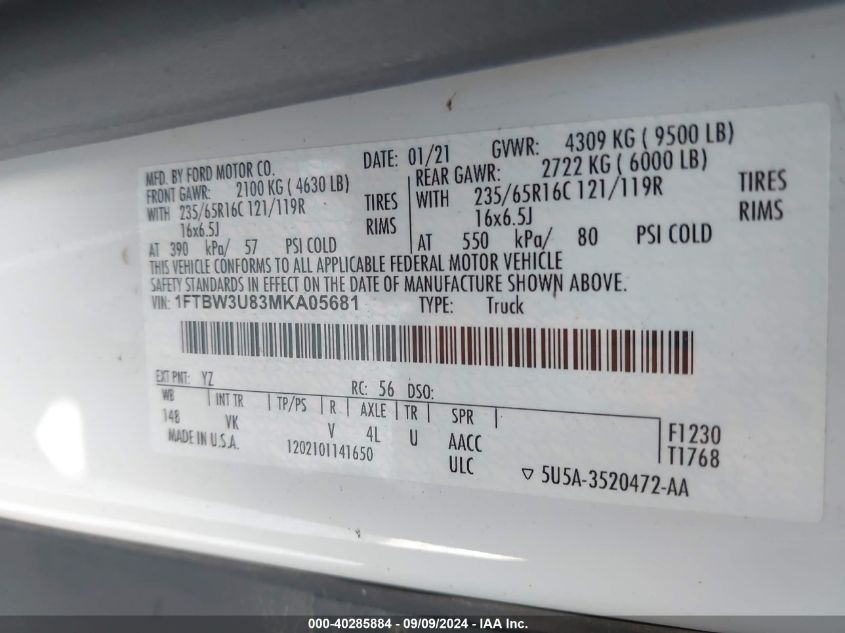 MFD. BY FORD MOTOR CO. DATE: 01/21 GVWR: 4309 KG ( 9500 LB)
FRONT GAWR: 2100 KG ( 4630 LB) REAR GAWR: 2722 KG ( 6000 LB)
WITH 235/65R16C 121/119R TIRES WITH 235/65R16C 121/119R TIRES
16x6.5J RIMS 16x6.5J RIMS
AT 390 kPa/ 57 PSI COLD AT 550 kPa/ 80 PSI COLD
THIS VEHICLE CONFORMS TO ALL APPLICABLE FEDERAL MOTOR VEHICLE
SAFETY STANDARDS IN EFFECT ON THE DATE OF MANUFACTURE SHOWN ABOVE.
VIN: 1FTBW3U83MKA05681 TYPE: Truck
EXT PNT: YZ RC: 56 DSO:
WB INT TR TP/PS R AXLE TR SPR
148 VK V 4L U AACC F1230
MADE IN U.S.A. 1202101141650 ULC T1768
▽ 5U5A-3520472-AA
000-40285884 - 09/09/2024 - IAA Inc.